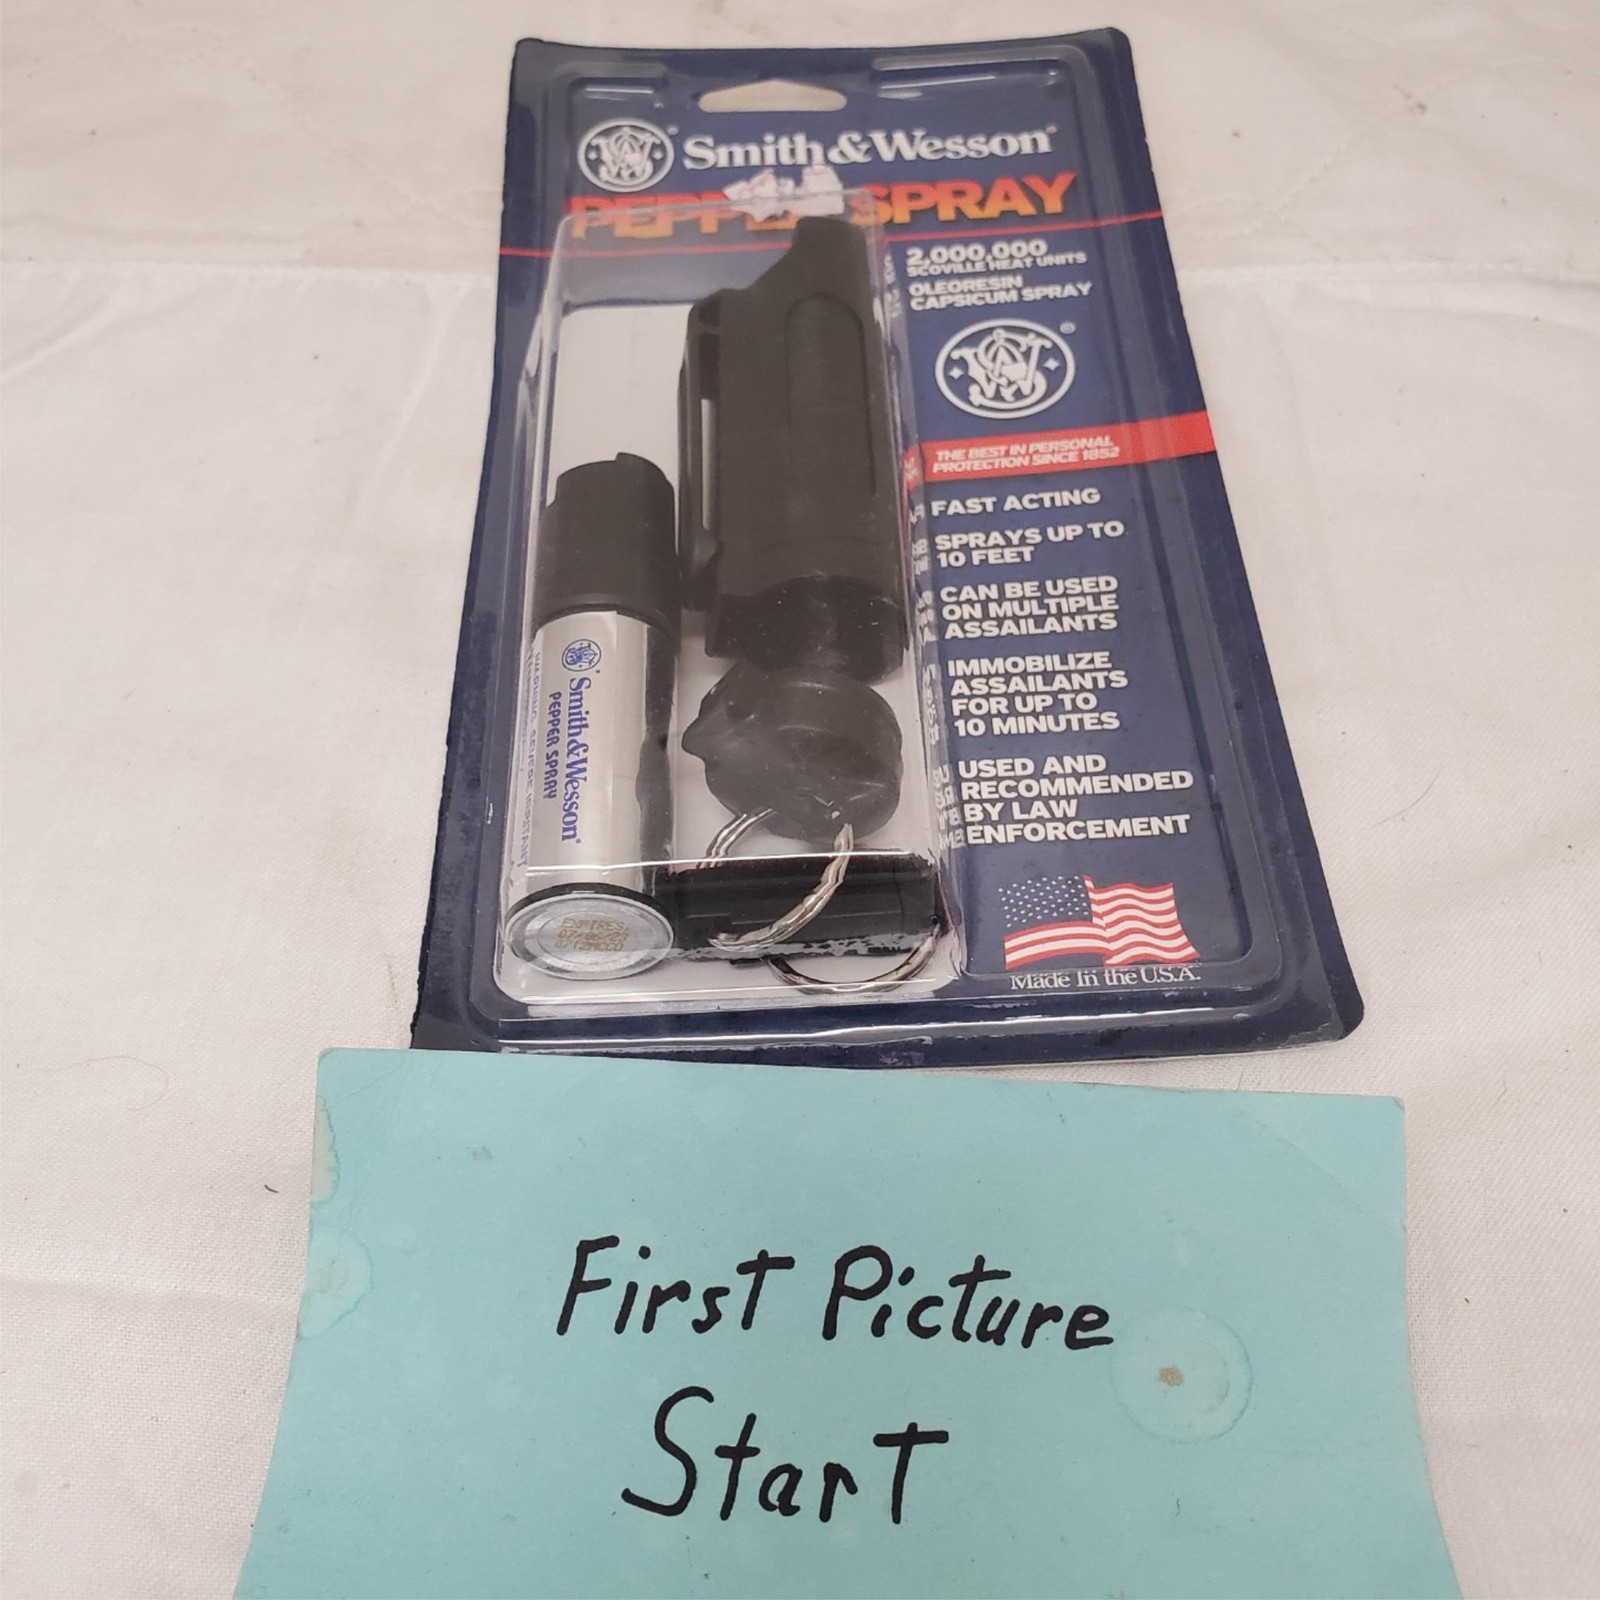 Smith & Wesson
PEPPER SPRAY
2,000,000
SCOVILLE HEAT UNITS
OLEORESIN
CAPSICUM SPRAY
THE BEST IN PERSONAL
PROTECTION SINCE 1852
FAST ACTING
SPRAYS UP TO
10 FEET
CAN BE USED
ON MULTIPLE
ASSAILANTS
IMMOBILIZE
ASSAILANTS
FOR UP TO
10 MINUTES
USED AND
RECOMMENDED
BY LAW
ENFORCEMENT
Made In the U.S.A.
Smith & Wesson
PEPPER SPRAY
EXPIRES
First Picture
Start